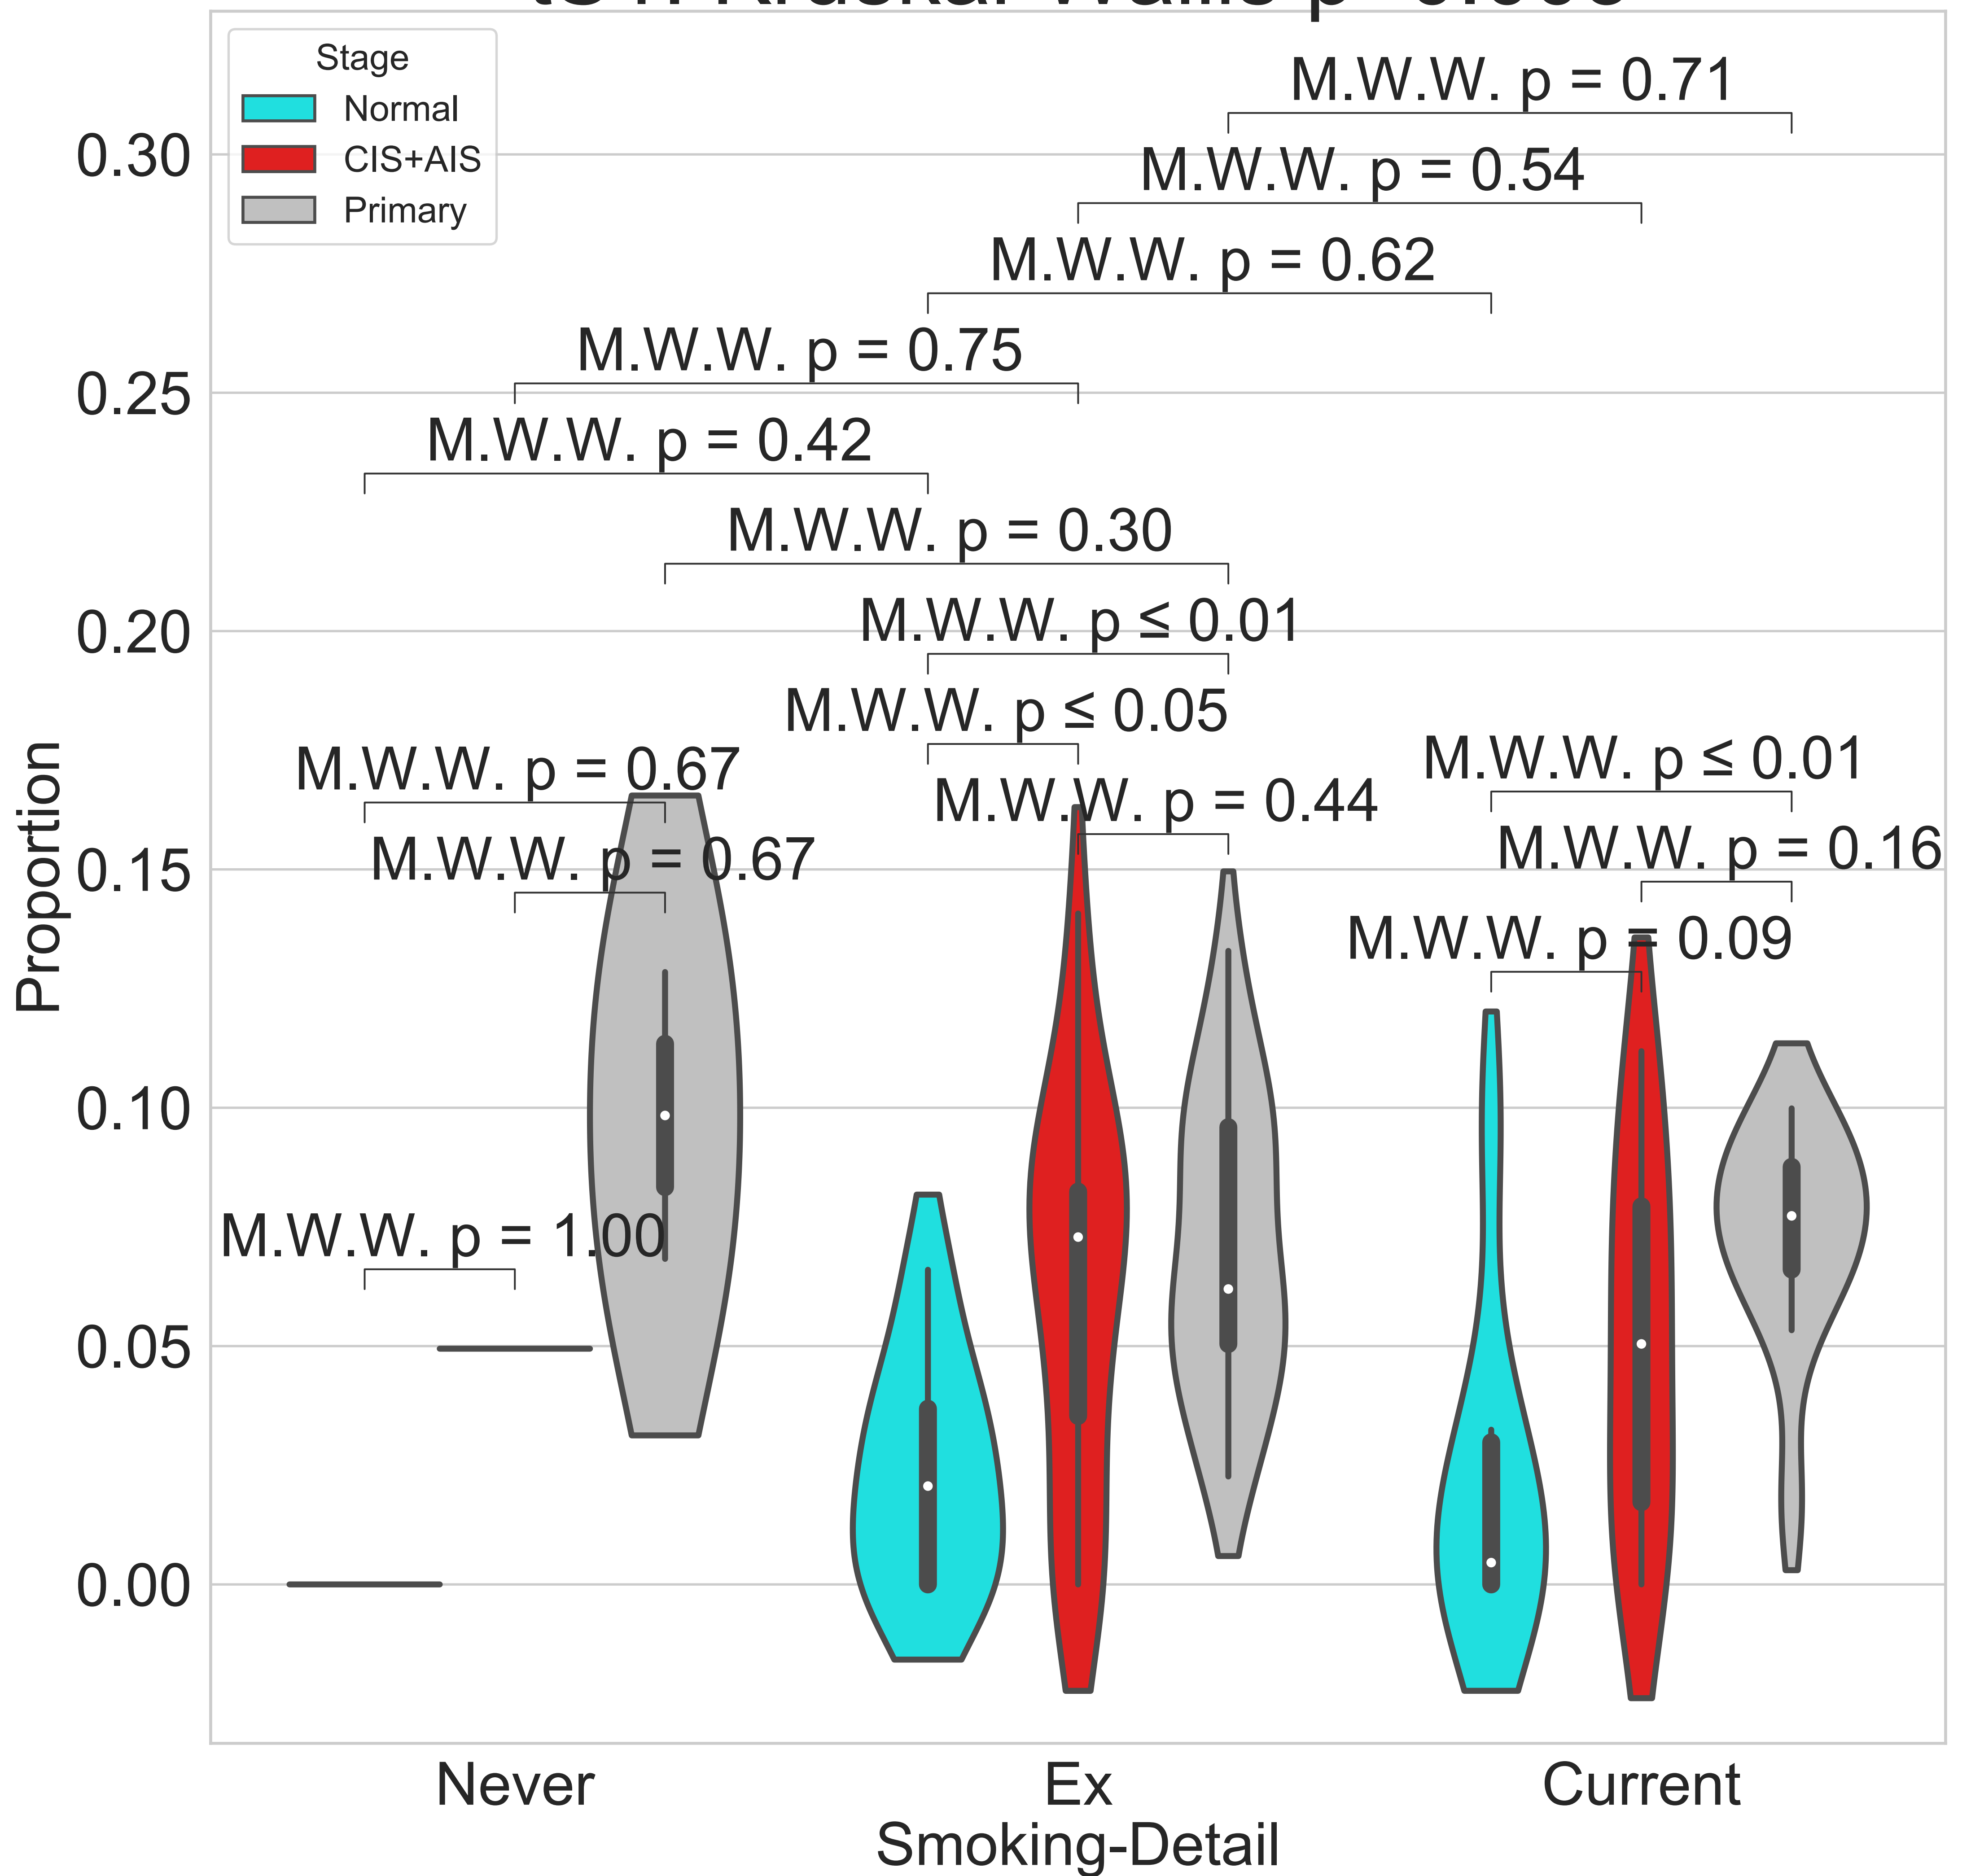 Stage
Normal
CIS+AIS
Primary
M.W.W. p = 0.71
M.W.W. p = 0.54
M.W.W. p = 0.62
M.W.W. p = 0.75
M.W.W. p = 0.42
M.W.W. p = 0.30
M.W.W. p ≤ 0.01
M.W.W. p ≤ 0.05
M.W.W. p = 0.44
M.W.W. p = 0.67
M.W.W. p = 0.67
M.W.W. p = 1.00
M.W.W. p ≤ 0.01
M.W.W. p = 0.16
M.W.W. p = 0.09
0.30
0.25
0.20
0.15
0.10
0.05
0.00
Proportion
Never
Ex
Current
Smoking-Detail